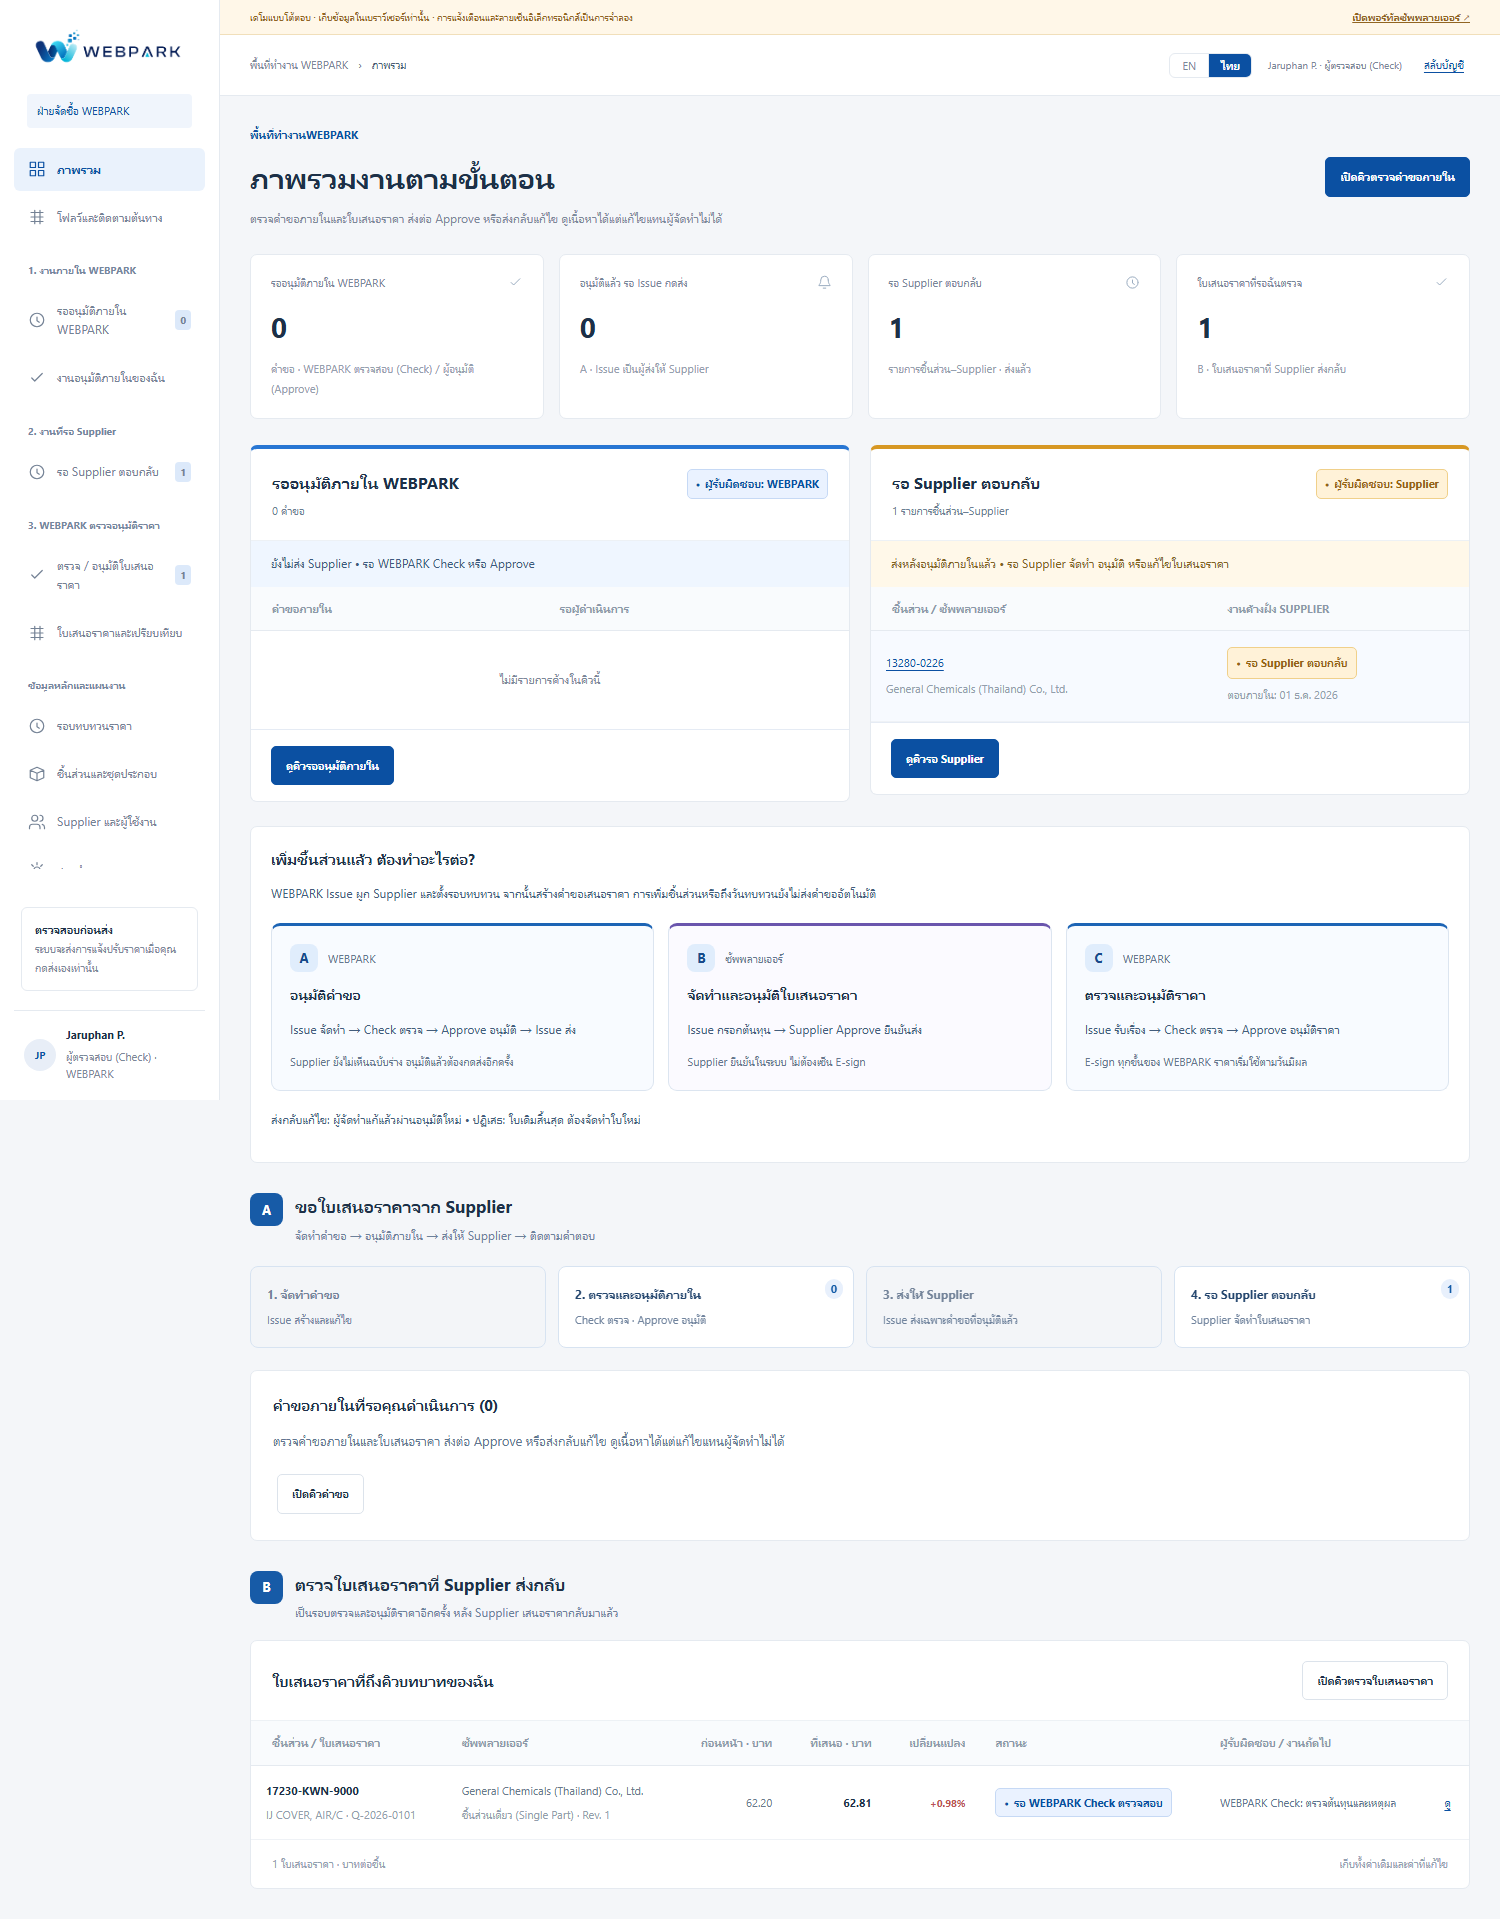 เดโมแบบโต้ตอบ · เก็บข้อมูลในเบราว์เซอร์เท่านั้น · การแจ้งเตือนและลายเซ็นอิเล็กทรอนิกส์เป็นการจำลอง
เปิดพอร์ทัลซัพพลายเออร์ ↗
WEBPARK
พื้นที่ทำงาน WEBPARK › ภาพรวม
EN ไทย
Jaruphan P. · ผู้ตรวจสอบ (Check)
สลับบัญชี
ฝ่ายจัดซื้อ WEBPARK
ภาพรวม
โฟลว์และติดตามต้นทาง
1. งานภายใน WEBPARK
รออนุมัติภายใน WEBPARK 0
งานอนุมัติภายในของฉัน
2. งานที่รอ Supplier
รอ Supplier ตอบกลับ 1
3. WEBPARK ตรวจอนุมัติราคา
ตรวจ / อนุมัติใบเสนอราคา 1
ใบเสนอราคาและเปรียบเทียบ
ข้อมูลหลักและแผนงาน
รอบทบทวนราคา
ชิ้นส่วนและชุดประกอบ
Supplier และผู้ใช้งาน
ตรวจสอบก่อนส่ง
ระบบจะส่งการแจ้งปรับราคาเมื่อคุณ
กดส่งเองเท่านั้น
JP
Jaruphan P.
ผู้ตรวจสอบ (Check) ·
WEBPARK
พื้นที่ทำงานWEBPARK
ภาพรวมงานตามขั้นตอน
ตรวจคำขอภายในและใบเสนอราคา ส่งต่อ Approve หรือส่งกลับแก้ไข ดูเนื้อหาได้แต่แก้ไขแทนผู้จัดทำไม่ได้
เปิดคิวตรวจคำขอภายใน
รออนุมัติภายใน WEBPARK
0
คำขอ · WEBPARK ตรวจสอบ (Check) / ผู้อนุมัติ
(Approve)
อนุมัติแล้ว รอ Issue กดส่ง
0
A · Issue เป็นผู้ส่งให้ Supplier
รอ Supplier ตอบกลับ
1
รายการชิ้นส่วน–Supplier · ส่งแล้ว
ใบเสนอราคาที่รอฉันตรวจ
1
B · ใบเสนอราคาที่ Supplier ส่งกลับ
รออนุมัติภายใน WEBPARK
• ผู้รับผิดชอบ: WEBPARK
0 คำขอ
ยังไม่ส่ง Supplier • รอ WEBPARK Check หรือ Approve
คำขอภายใน
รอผู้ดำเนินการ
ไม่มีรายการค้างในคิวนี้
ดูคิวรออนุมัติภายใน
รอ Supplier ตอบกลับ
• ผู้รับผิดชอบ: Supplier
1 รายการชิ้นส่วน–Supplier
ส่งหลังอนุมัติภายในแล้ว • รอ Supplier จัดทำ อนุมัติ หรือแก้ไขใบเสนอราคา
ชิ้นส่วน / ซัพพลายเออร์
งานค้างฝั่ง SUPPLIER
13280-0226
General Chemicals (Thailand) Co., Ltd.
• รอ Supplier ตอบกลับ
ตอบภายใน: 01 ธ.ค. 2026
ดูคิวรอ Supplier
เพิ่มชิ้นส่วนแล้ว ต้องทำอะไรต่อ?
WEBPARK Issue ผูก Supplier และตั้งรอบทบทวน จากนั้นสร้างคำขอเสนอราคา การเพิ่มชิ้นส่วนหรือถึงวันทบทวนยังไม่ส่งคำขออัตโนมัติ
A WEBPARK
อนุมัติคำขอ
Issue จัดทำ → Check ตรวจ → Approve อนุมัติ → Issue ส่ง
Supplier ยังไม่เห็นฉบับร่าง อนุมัติแล้วต้องกดส่งอีกครั้ง
B ซัพพลายเออร์
จัดทำและอนุมัติใบเสนอราคา
Issue กรอกต้นทุน → Supplier Approve ยืนยันส่ง
Supplier ยืนยันในระบบ ไม่ต้องเซ็น E-sign
C WEBPARK
ตรวจและอนุมัติราคา
Issue รับเรื่อง → Check ตรวจ → Approve อนุมัติราคา
E-sign ทุกขั้นของ WEBPARK ราคาเริ่มใช้ตามวันมีผล
ส่งกลับแก้ไข: ผู้จัดทำแก้แล้วผ่านอนุมัติใหม่ • ปฏิเสธ: ใบเดิมสิ้นสุด ต้องจัดทำใบใหม่
A
ขอใบเสนอราคาจาก Supplier
จัดทำคำขอ → อนุมัติภายใน → ส่งให้ Supplier → ติดตามคำตอบ
1. จัดทำคำขอ
Issue สร้างและแก้ไข
2. ตรวจและอนุมัติภายใน 0
Check ตรวจ · Approve อนุมัติ
3. ส่งให้ Supplier
Issue ส่งเฉพาะคำขอที่อนุมัติแล้ว
4. รอ Supplier ตอบกลับ 1
Supplier จัดทำใบเสนอราคา
คำขอภายในที่รอคุณดำเนินการ (0)
ตรวจคำขอภายในและใบเสนอราคา ส่งต่อ Approve หรือส่งกลับแก้ไข ดูเนื้อหาได้แต่แก้ไขแทนผู้จัดทำไม่ได้
เปิดคิวคำขอ
B
ตรวจใบเสนอราคาที่ Supplier ส่งกลับ
เป็นรอบตรวจและอนุมัติราคาอีกครั้ง หลัง Supplier เสนอราคากลับมาแล้ว
ใบเสนอราคาที่ถึงคิวบทบาทของฉัน
เปิดคิวตรวจใบเสนอราคา
ชิ้นส่วน / ใบเสนอราคา ซัพพลายเออร์ ก่อนหน้า · บาท ที่เสนอ · บาท เปลี่ยนแปลง สถานะ ผู้รับผิดชอบ / งานถัดไป
17230-KWN-9000
IJ COVER, AIR/C · Q-2026-0101
General Chemicals (Thailand) Co., Ltd.
ชิ้นส่วนเดี่ยว (Single Part) · Rev. 1
62.20 62.81 +0.98% • รอ WEBPARK Check ตรวจสอบ WEBPARK Check: ตรวจต้นทุนและเหตุผล ดู
1 ใบเสนอราคา · บาทต่อชิ้น
เก็บทั้งค่าเดิมและค่าที่แก้ไข